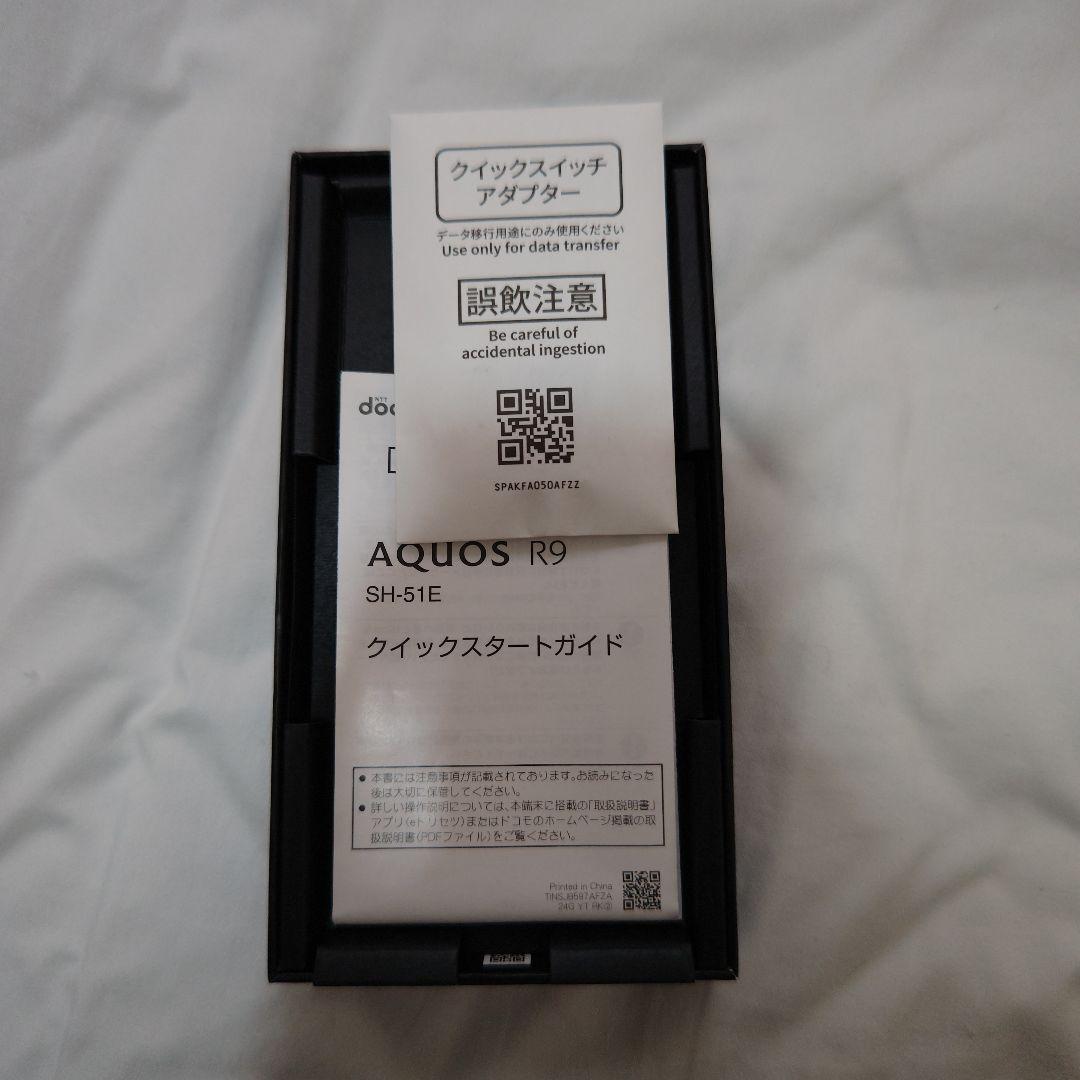 クイックスイッチ
アダプター
データ移行用途にのみ使用ください
Use only for data transfer
誤飲注意
Be careful of
accidental ingestion
SPAKFA050AFZZ
NTT
doc
AQUOS R9
SH-51E
クイックスタートガイド
● 本書には注意事項が記載されております。お読みになった
後は大切に保管してください。
● 詳しい操作説明については、本端末に搭載の「取扱説明書」
アプリ(eトリセツ)またはドコモのホームページ掲載の取
扱説明書(PDFファイル)をご覧ください。
Printed in China
TINSJB597AFZA
24G YT RK②